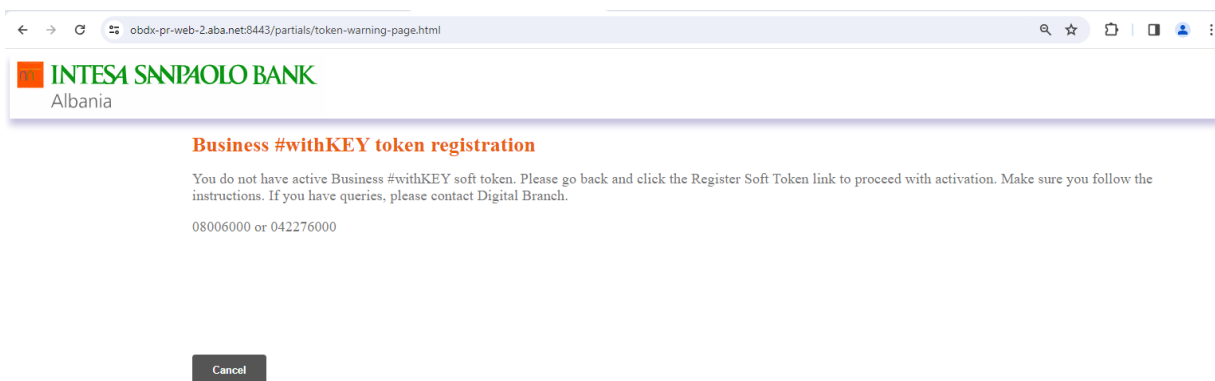 obdx-pr-web-2.aba.net:8443/partials/token-warning-page.html
INTESA SANPAOLO BANK
Albania
Business #withKEY token registration
You do not have active Business #withKEY soft token. Please go back and click the Register Soft Token link to proceed with activation. Make sure you follow the
instructions. If you have queries, please contact Digital Branch.
08006000 or 042276000
Cancel